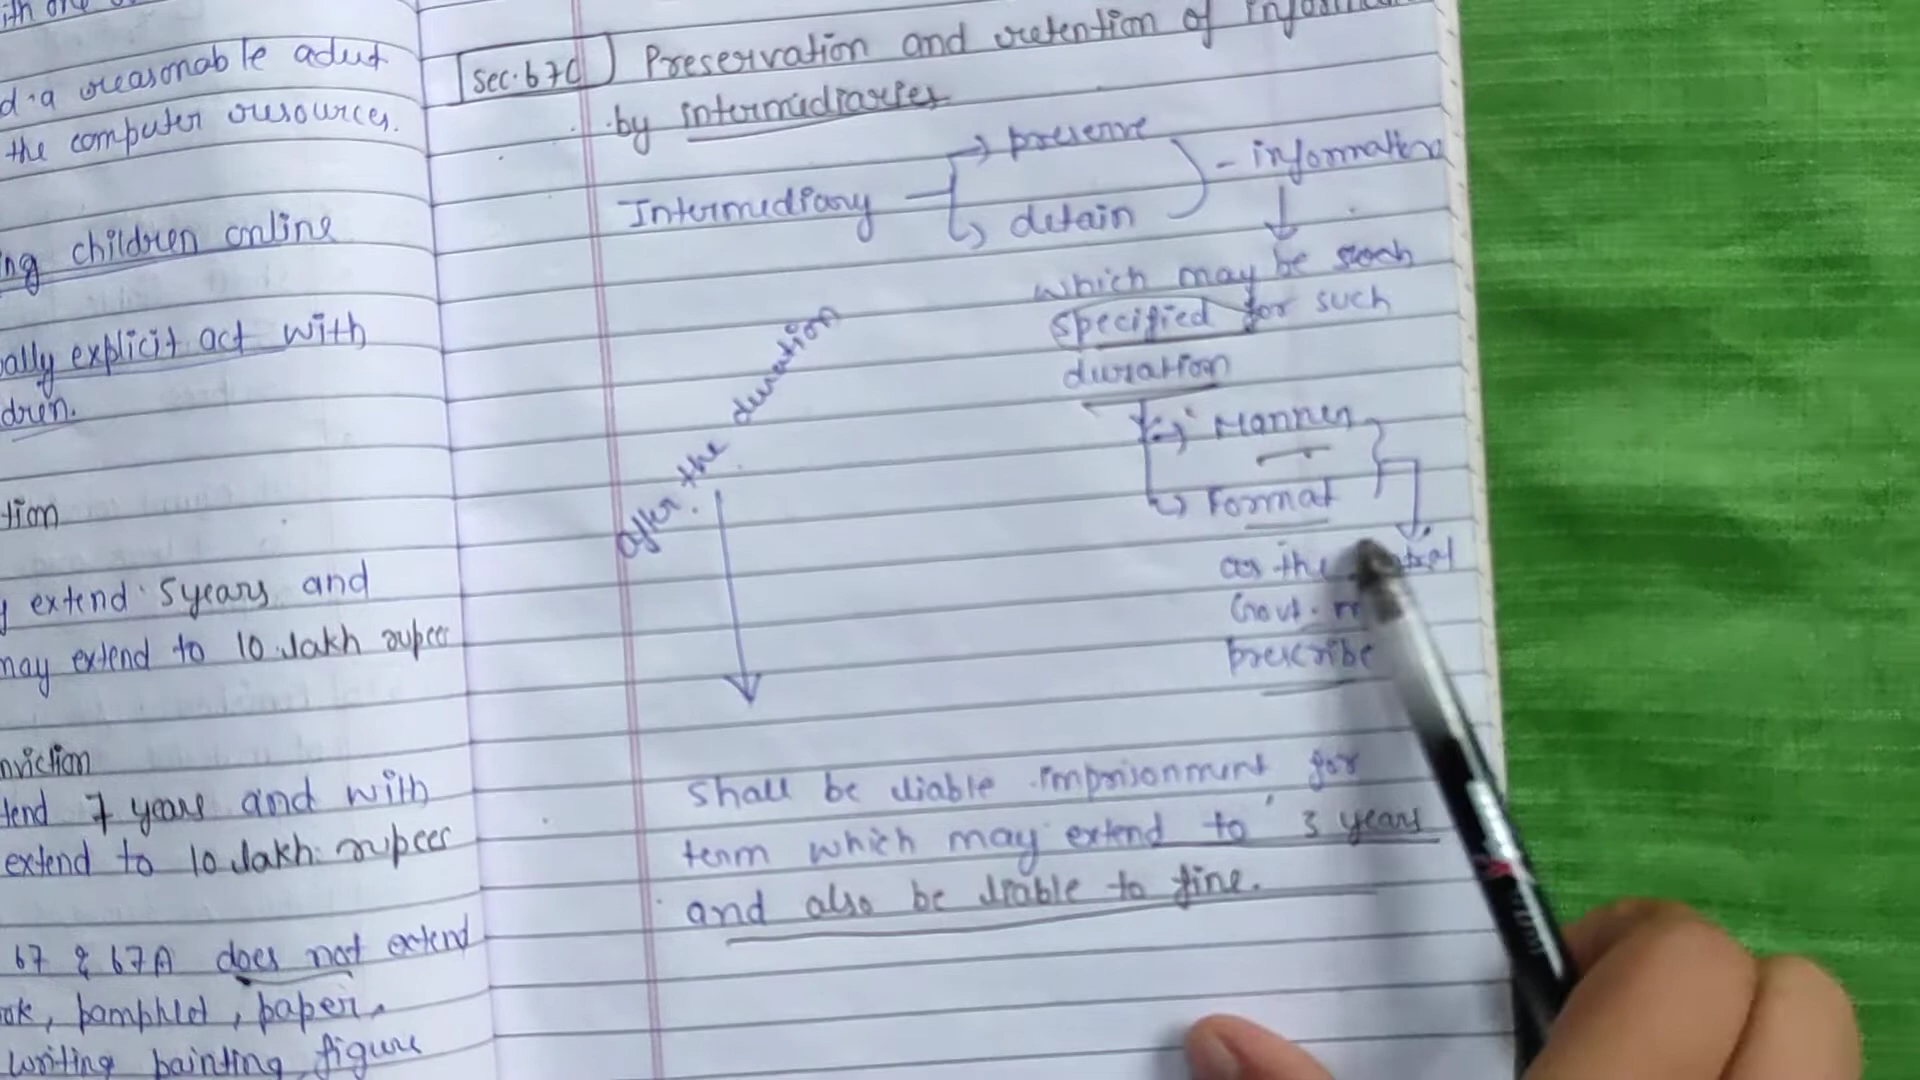 d a reasonable adut
the computer resources.
ng children online
ally explicit act with
dren.
tion
extend 5 years and
may extend to 10 lakh rupees
nviction
tend 7 years and with
extend to 10 lakh rupees
67 & 67A does not extend
ok, pamphlet, paper,
writing painting figure
Sec. 67C Preservation and retention of
by intermediaries
Intermediary → preserve
→ detain
- information
which may be
specified for such
duration
→ Manner
→ Format
as the
Govt.
prescribe
after the duration
shall be liable imprisonment for
term which may extend to 3 years
and also be liable to fine.